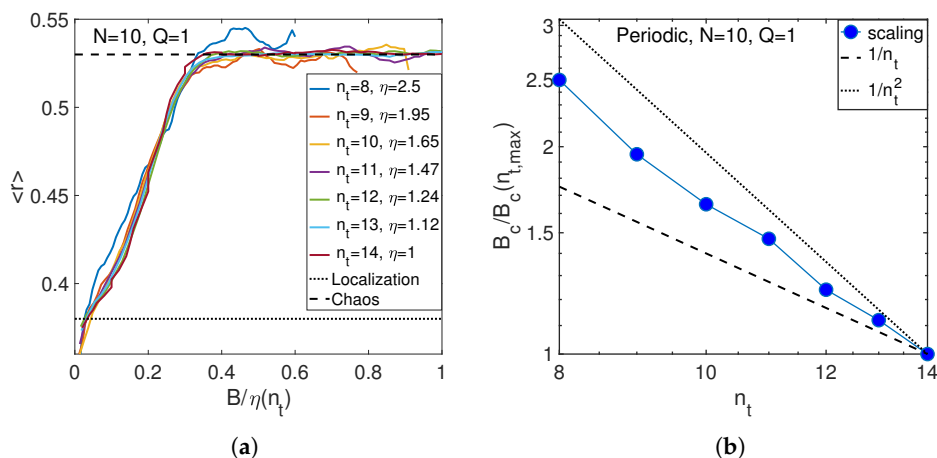 0.55
0.5
0.45
0.4
<r>
N=10, Q=1
n_t=8, η=2.5
n_t=9, η=1.95
n_t=10, η=1.65
n_t=11, η=1.47
n_t=12, η=1.24
n_t=13, η=1.12
n_t=14, η=1
Localization
Chaos
0 0.2 0.4 0.6 0.8 1
B/η(n_t)
(a)
3
2.5
2
1.5
1
B_c/B_c(n_t,max)
Periodic, N=10, Q=1
scaling
1/n_t
1/n_t^2
8 10 12 14
n_t
(b)